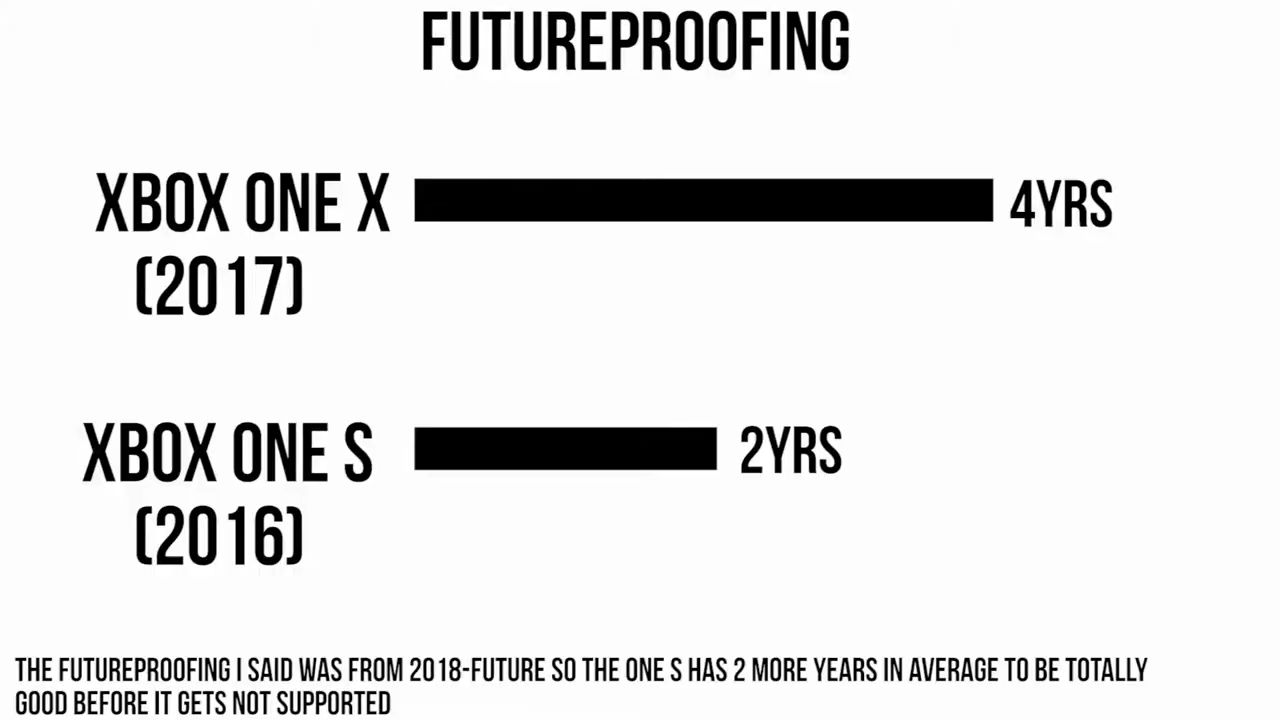 FUTUREPROOFING
XBOX ONE X
4YRS
(2017)
XBOX ONE S
2YRS
(2016)
THE FUTUREPROOFING I SAID WAS FROM 2018-FUTURE SO THE ONE S HAS 2 MORE YEARS IN AVERAGE TO BE TOTALLY
GOOD BEFORE IT GETS NOT SUPPORTED